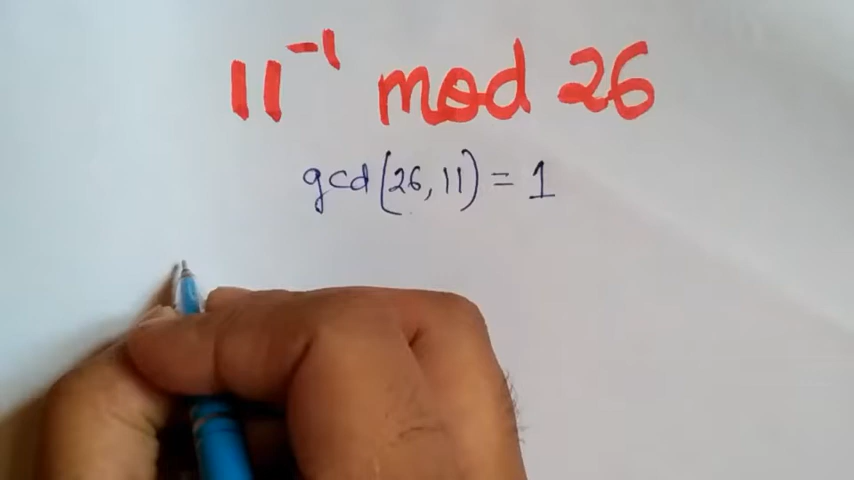 11⁻¹ mod 26
gcd(26,11) = 1